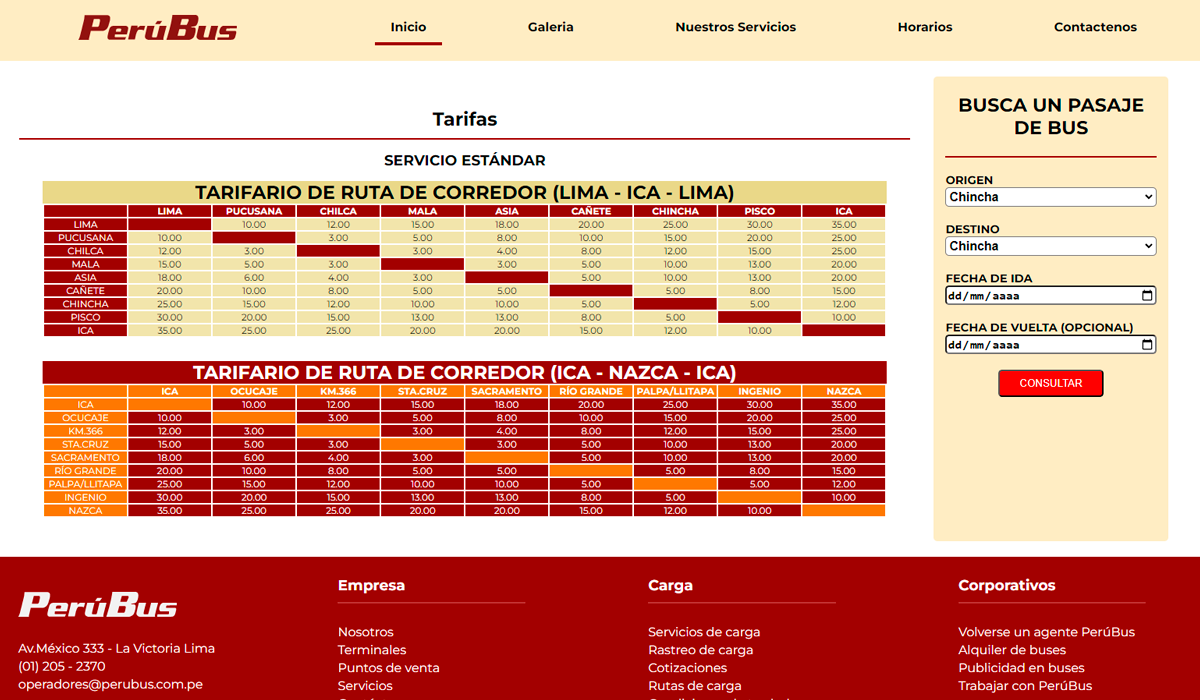 PerúBus
Inicio
Galeria
Nuestros Servicios
Horarios
Contactenos
Tarifas
SERVICIO ESTÁNDAR
TARIFARIO DE RUTA DE CORREDOR (LIMA - ICA - LIMA)
LIMA PUCUSANA CHILCA MALA ASIA CAÑETE CHINCHA PISCO ICA
LIMA 10.00 12.00 15.00 18.00 20.00 25.00 30.00 35.00
PUCUSANA 10.00 3.00 5.00 8.00 10.00 15.00 20.00 25.00
CHILCA 12.00 3.00 3.00 4.00 8.00 12.00 15.00 25.00
MALA 15.00 5.00 3.00 3.00 5.00 10.00 13.00 20.00
ASIA 18.00 6.00 4.00 3.00 5.00 10.00 13.00 20.00
CAÑETE 20.00 10.00 8.00 5.00 5.00 5.00 8.00 15.00
CHINCHA 25.00 15.00 12.00 10.00 10.00 5.00 5.00 12.00
PISCO 30.00 20.00 15.00 13.00 13.00 8.00 5.00 10.00
ICA 35.00 25.00 25.00 20.00 20.00 15.00 12.00 10.00
TARIFARIO DE RUTA DE CORREDOR (ICA - NAZCA - ICA)
ICA OCUCAJE KM.366 STA.CRUZ SACRAMENTO RÍO GRANDE PALPA/LLITAPA INGENIO NAZCA
ICA 10.00 12.00 15.00 18.00 20.00 25.00 30.00 35.00
OCUCAJE 10.00 3.00 5.00 8.00 10.00 15.00 20.00 25.00
KM.366 12.00 3.00 3.00 4.00 8.00 12.00 15.00 25.00
STA.CRUZ 15.00 5.00 3.00 3.00 5.00 10.00 13.00 20.00
SACRAMENTO 18.00 6.00 4.00 3.00 5.00 10.00 13.00 20.00
RÍO GRANDE 20.00 10.00 8.00 5.00 5.00 5.00 8.00 15.00
PALPA/LLITAPA 25.00 15.00 12.00 10.00 10.00 5.00 5.00 12.00
INGENIO 30.00 20.00 15.00 13.00 13.00 8.00 5.00 10.00
NAZCA 35.00 25.00 25.00 20.00 20.00 15.00 12.00 10.00
BUSCA UN PASAJE
DE BUS
ORIGEN
Chincha
DESTINO
Chincha
FECHA DE IDA
dd/mm/aaaa
FECHA DE VUELTA (OPCIONAL)
dd/mm/aaaa
CONSULTAR
PerúBus
Av.México 333 - La Victoria Lima
(01) 205 - 2370
operadores@perubus.com.pe
Empresa
Nosotros
Terminales
Puntos de venta
Servicios
Carga
Servicios de carga
Rastreo de carga
Cotizaciones
Rutas de carga
Corporativos
Volverse un agente PerúBus
Alquiler de buses
Publicidad en buses
Trabajar con PerúBus